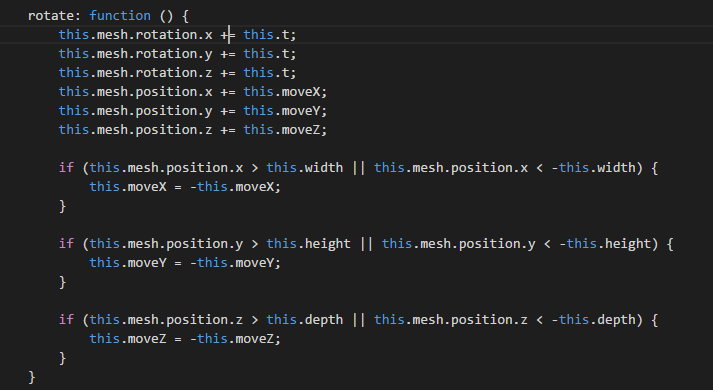 rotate: function () {
    this.mesh.rotation.x += this.t;
    this.mesh.rotation.y += this.t;
    this.mesh.rotation.z += this.t;
    this.mesh.position.x += this.moveX;
    this.mesh.position.y += this.moveY;
    this.mesh.position.z += this.moveZ;

    if (this.mesh.position.x > this.width || this.mesh.position.x < -this.width) {
        this.moveX = -this.moveX;
    }

    if (this.mesh.position.y > this.height || this.mesh.position.y < -this.height) {
        this.moveY = -this.moveY;
    }

    if (this.mesh.position.z > this.depth || this.mesh.position.z < -this.depth) {
        this.moveZ = -this.moveZ;
    }
}